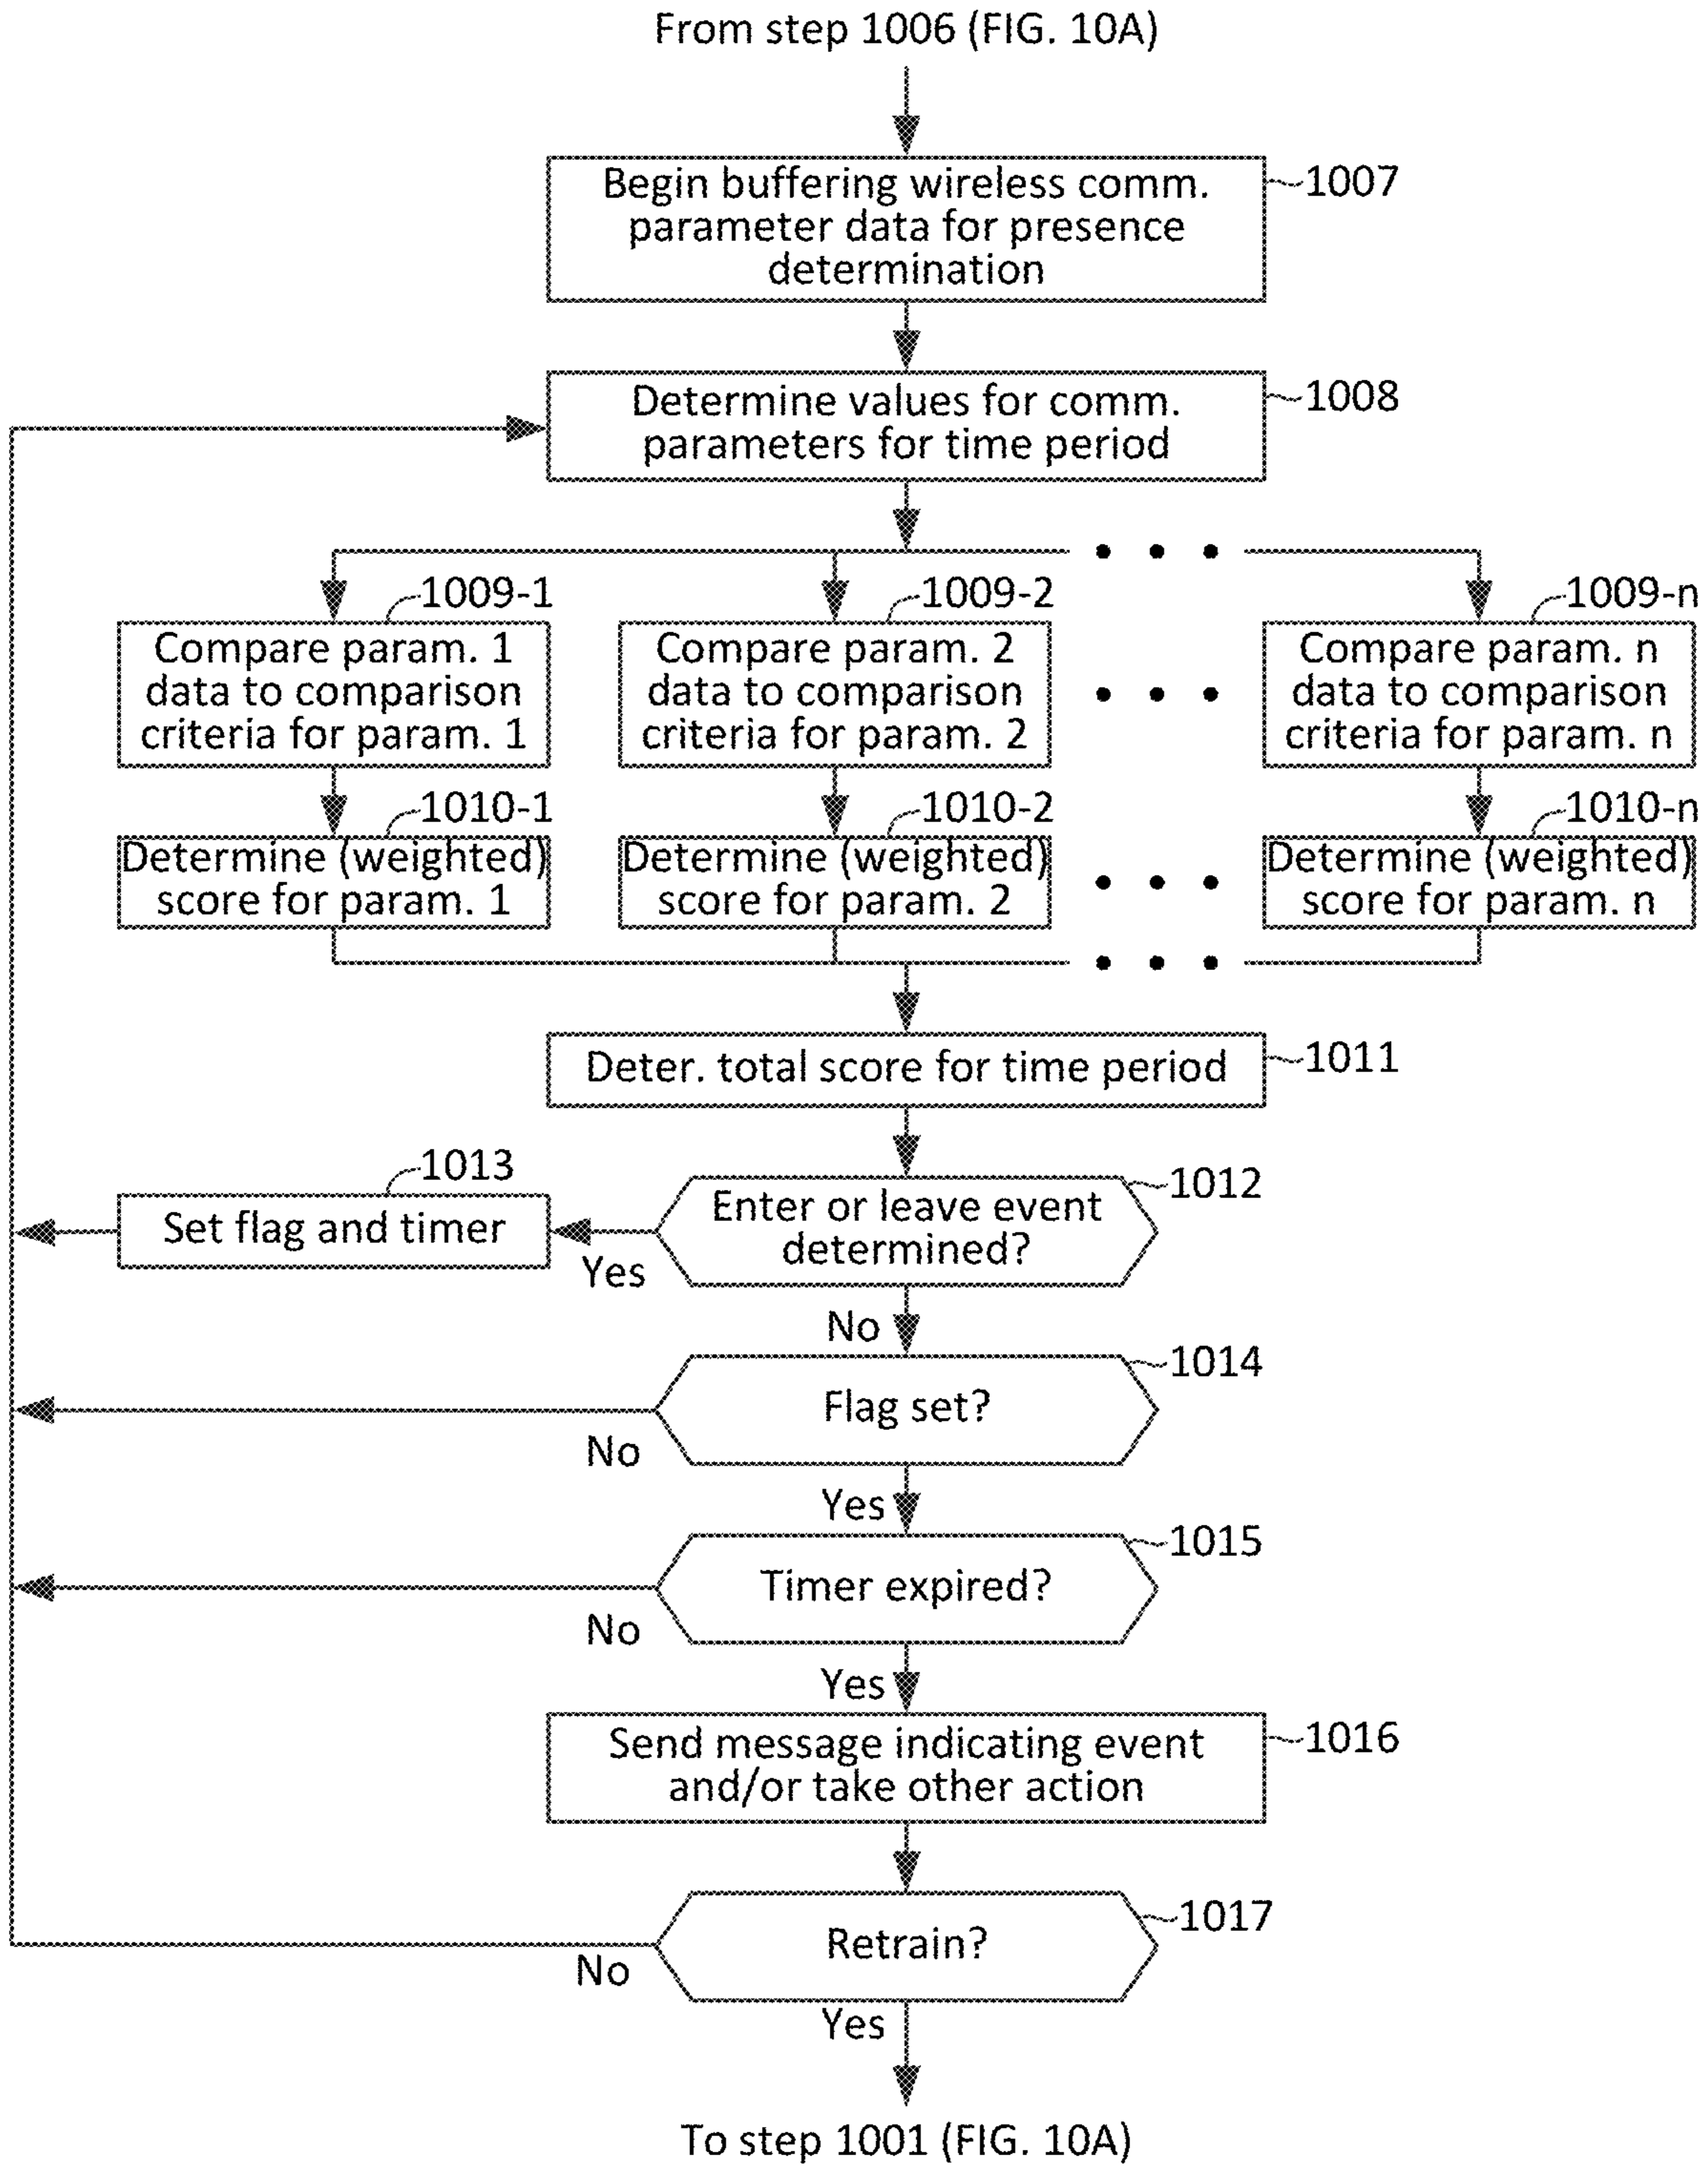 From step 1006 (FIG. 10A)
Begin buffering wireless comm.
parameter data for presence
determination
1007
Determine values for comm.
parameters for time period
1008
1009-1
1009-2
1009-n
Compare param. 1
data to comparison
criteria for param. 1
Compare param. 2
data to comparison
criteria for param. 2
Compare param. n
data to comparison
criteria for param. n
1010-1
1010-2
1010-n
Determine (weighted)
score for param. 1
Determine (weighted)
score for param. 2
Determine (weighted)
score for param. n
Deter. total score for time period
1011
1013
Set flag and timer
Yes
Enter or leave event
determined?
1012
No
Flag set?
1014
No
Yes
Timer expired?
1015
No
Yes
Send message indicating event
and/or take other action
1016
Retrain?
1017
No
Yes
To step 1001 (FIG. 10A)